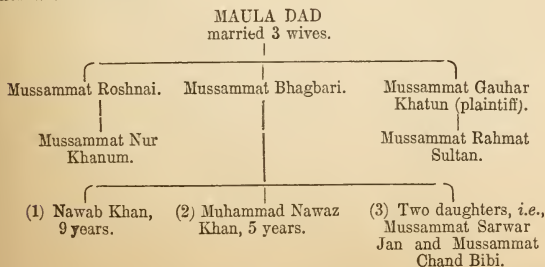 MAULA DAD
married 3 wives.
Mussammat Roshnai.
Mussammat Bhagbari.
Mussammat Gauhar
Khatun (plaintiff).
Mussammat Nur
Khanum.
Mussammat Rahmat
Sultan.
(1) Nawab Khan,
9 years.
(2) Muhammad Nawaz
Khan, 5 years.
(3) Two daughters, i.e.,
Mussammat Sarwar
Jan and Mussammat
Chand Bibi.